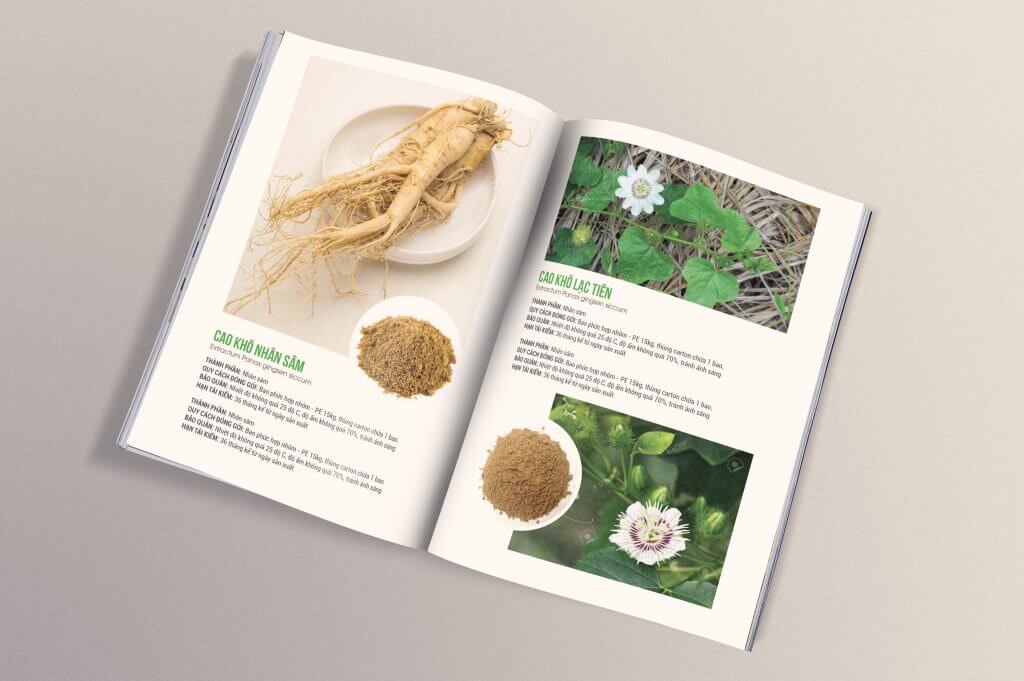 CAO KHÔ NHÂN SÂM
Extractum Panax gingsen siccum
THÀNH PHẦN: Nhân sâm
QUY CÁCH ĐÓNG GÓI: Bao phức hợp nhôm - PE 15kg, thùng carton chứa 1 bao.
BẢO QUẢN: Nhiệt độ không quá 25 độ C, độ ẩm không quá 70%, tránh ánh sáng
HẠN TÁI KIỂM: 36 tháng kể từ ngày sản xuất
THÀNH PHẦN: Nhân sâm
QUY CÁCH ĐÓNG GÓI: Bao phức hợp nhôm - PE 15kg, thùng carton chứa 1 bao.
BẢO QUẢN: Nhiệt độ không quá 25 độ C, độ ẩm không quá 70%, tránh ánh sáng
HẠN TÁI KIỂM: 36 tháng kể từ ngày sản xuất
CAO KHÔ LẠC TIÊN
Extractum Panax gingsen siccum
THÀNH PHẦN: Nhân sâm
QUY CÁCH ĐÓNG GÓI: Bao phức hợp nhôm - PE 15kg, thùng carton chứa 1 bao.
BẢO QUẢN: Nhiệt độ không quá 25 độ C, độ ẩm không quá 70%, tránh ánh sáng
HẠN TÁI KIỂM: 36 tháng kể từ ngày sản xuất
THÀNH PHẦN: Nhân sâm
QUY CÁCH ĐÓNG GÓI: Bao phức hợp nhôm - PE 15kg, thùng carton chứa 1 bao.
BẢO QUẢN: Nhiệt độ không quá 25 độ C, độ ẩm không quá 70%, tránh ánh sáng
HẠN TÁI KIỂM: 36 tháng kể từ ngày sản xuất